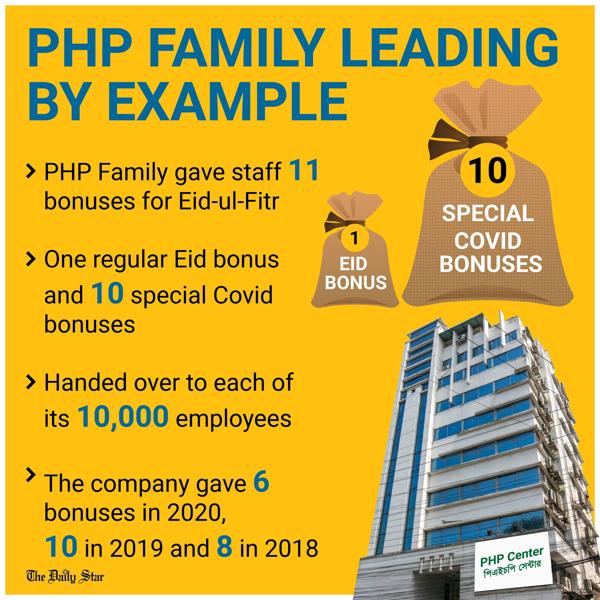 PHP FAMILY LEADING
BY EXAMPLE
PHP Family gave staff 11
bonuses for Eid-ul-Fitr
One regular Eid bonus
and 10 special Covid
bonuses
Handed over to each of
its 10,000 employees
The company gave 6
bonuses in 2020,
10 in 2019 and 8 in 2018
1
EID
BONUS
10
SPECIAL
COVID
BONUSES
PHP Center
পিএইচপি সেন্টার
The Daily Star